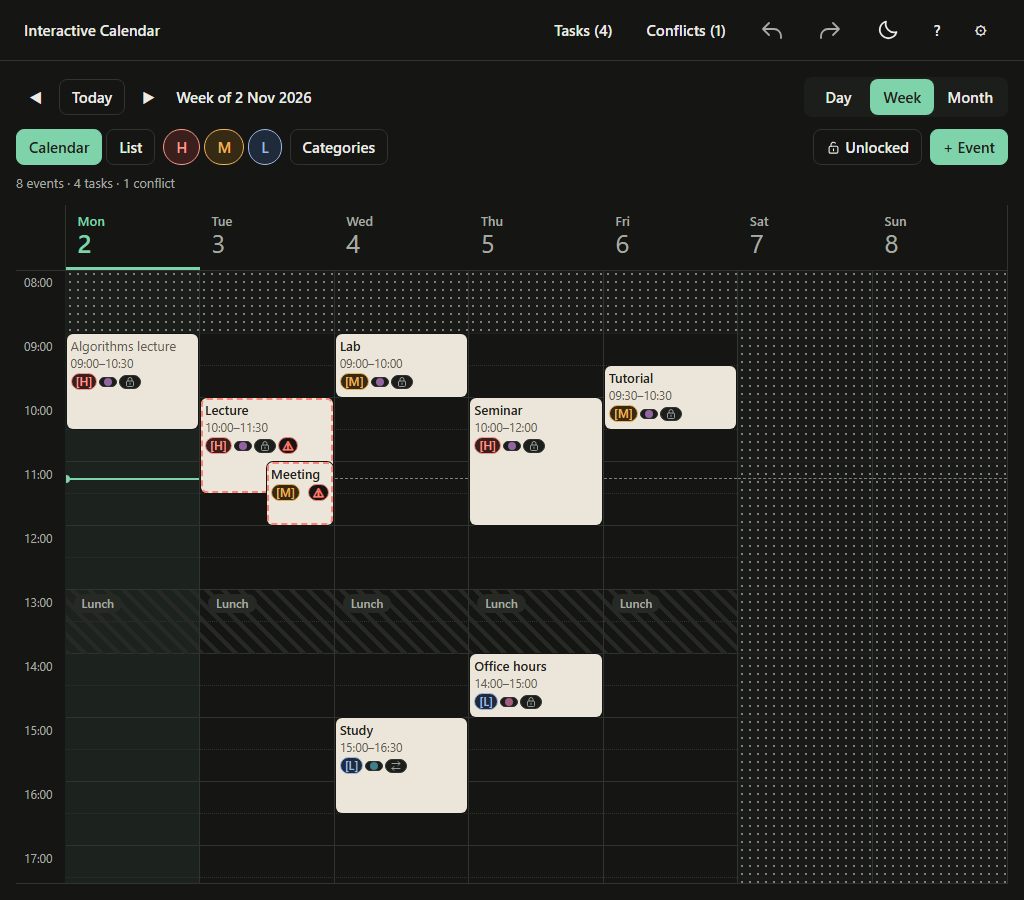 Interactive Calendar
Tasks (4) Conflicts (1) ?
Today Week of 2 Nov 2026
Day Week Month
Calendar List H M L Categories
Unlocked + Event
8 events · 4 tasks · 1 conflict
Mon Tue Wed Thu Fri Sat Sun
2 3 4 5 6 7 8
08:00
09:00
10:00
11:00
12:00
13:00
14:00
15:00
16:00
17:00
Algorithms lecture
09:00–10:30
[H]
Lecture
10:00–11:30
[H]
Meeting
[M]
Lab
09:00–10:00
[M]
Study
15:00–16:30
[L]
Seminar
10:00–12:00
[H]
Office hours
14:00–15:00
[L]
Tutorial
09:30–10:30
[M]
Lunch Lunch Lunch Lunch Lunch